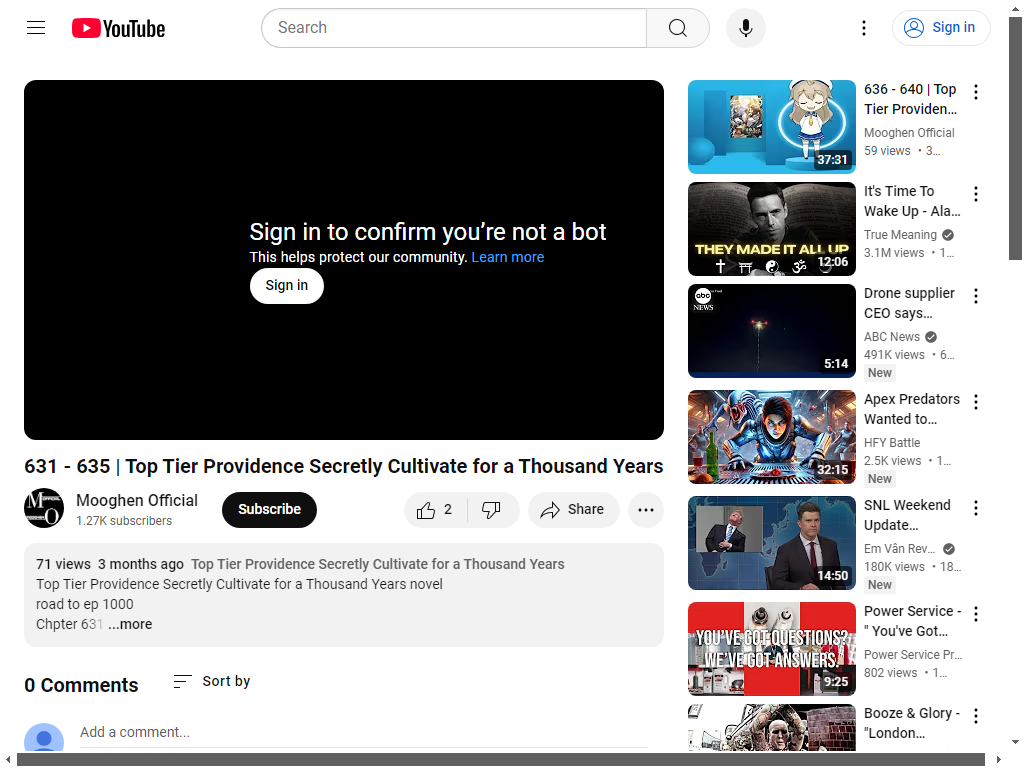 YouTube
Search
Sign in
Sign in to confirm you’re not a bot
This helps protect our community. Learn more
Sign in
631 - 635 | Top Tier Providence Secretly Cultivate for a Thousand Years
Mooghen Official
1.27K subscribers
Subscribe
2
Share
71 views 3 months ago Top Tier Providence Secretly Cultivate for a Thousand Years
Top Tier Providence Secretly Cultivate for a Thousand Years novel
road to ep 1000
Chpter 631 ...more
0 Comments
Sort by
Add a comment...
37:31
636 - 640 | Top
Tier Providen...
Mooghen Official
59 views • 3...
THEY MADE IT ALL UP
12:06
It's Time To
Wake Up - Ala...
True Meaning
3.1M views • 1...
abc
NEWS
5:14
Drone supplier
CEO says...
ABC News
491K views • 6...
New
32:15
Apex Predators
Wanted to...
HFY Battle
2.5K views • 1...
New
14:50
SNL Weekend
Update...
Em Vân Rev...
180K views • 18...
New
YOU'VE GOT QUESTIONS?
WE'VE GOT ANSWERS.
9:25
Power Service -
" You've Got...
Power Service Pr...
802 views • 1...
Booze & Glory -
"London...